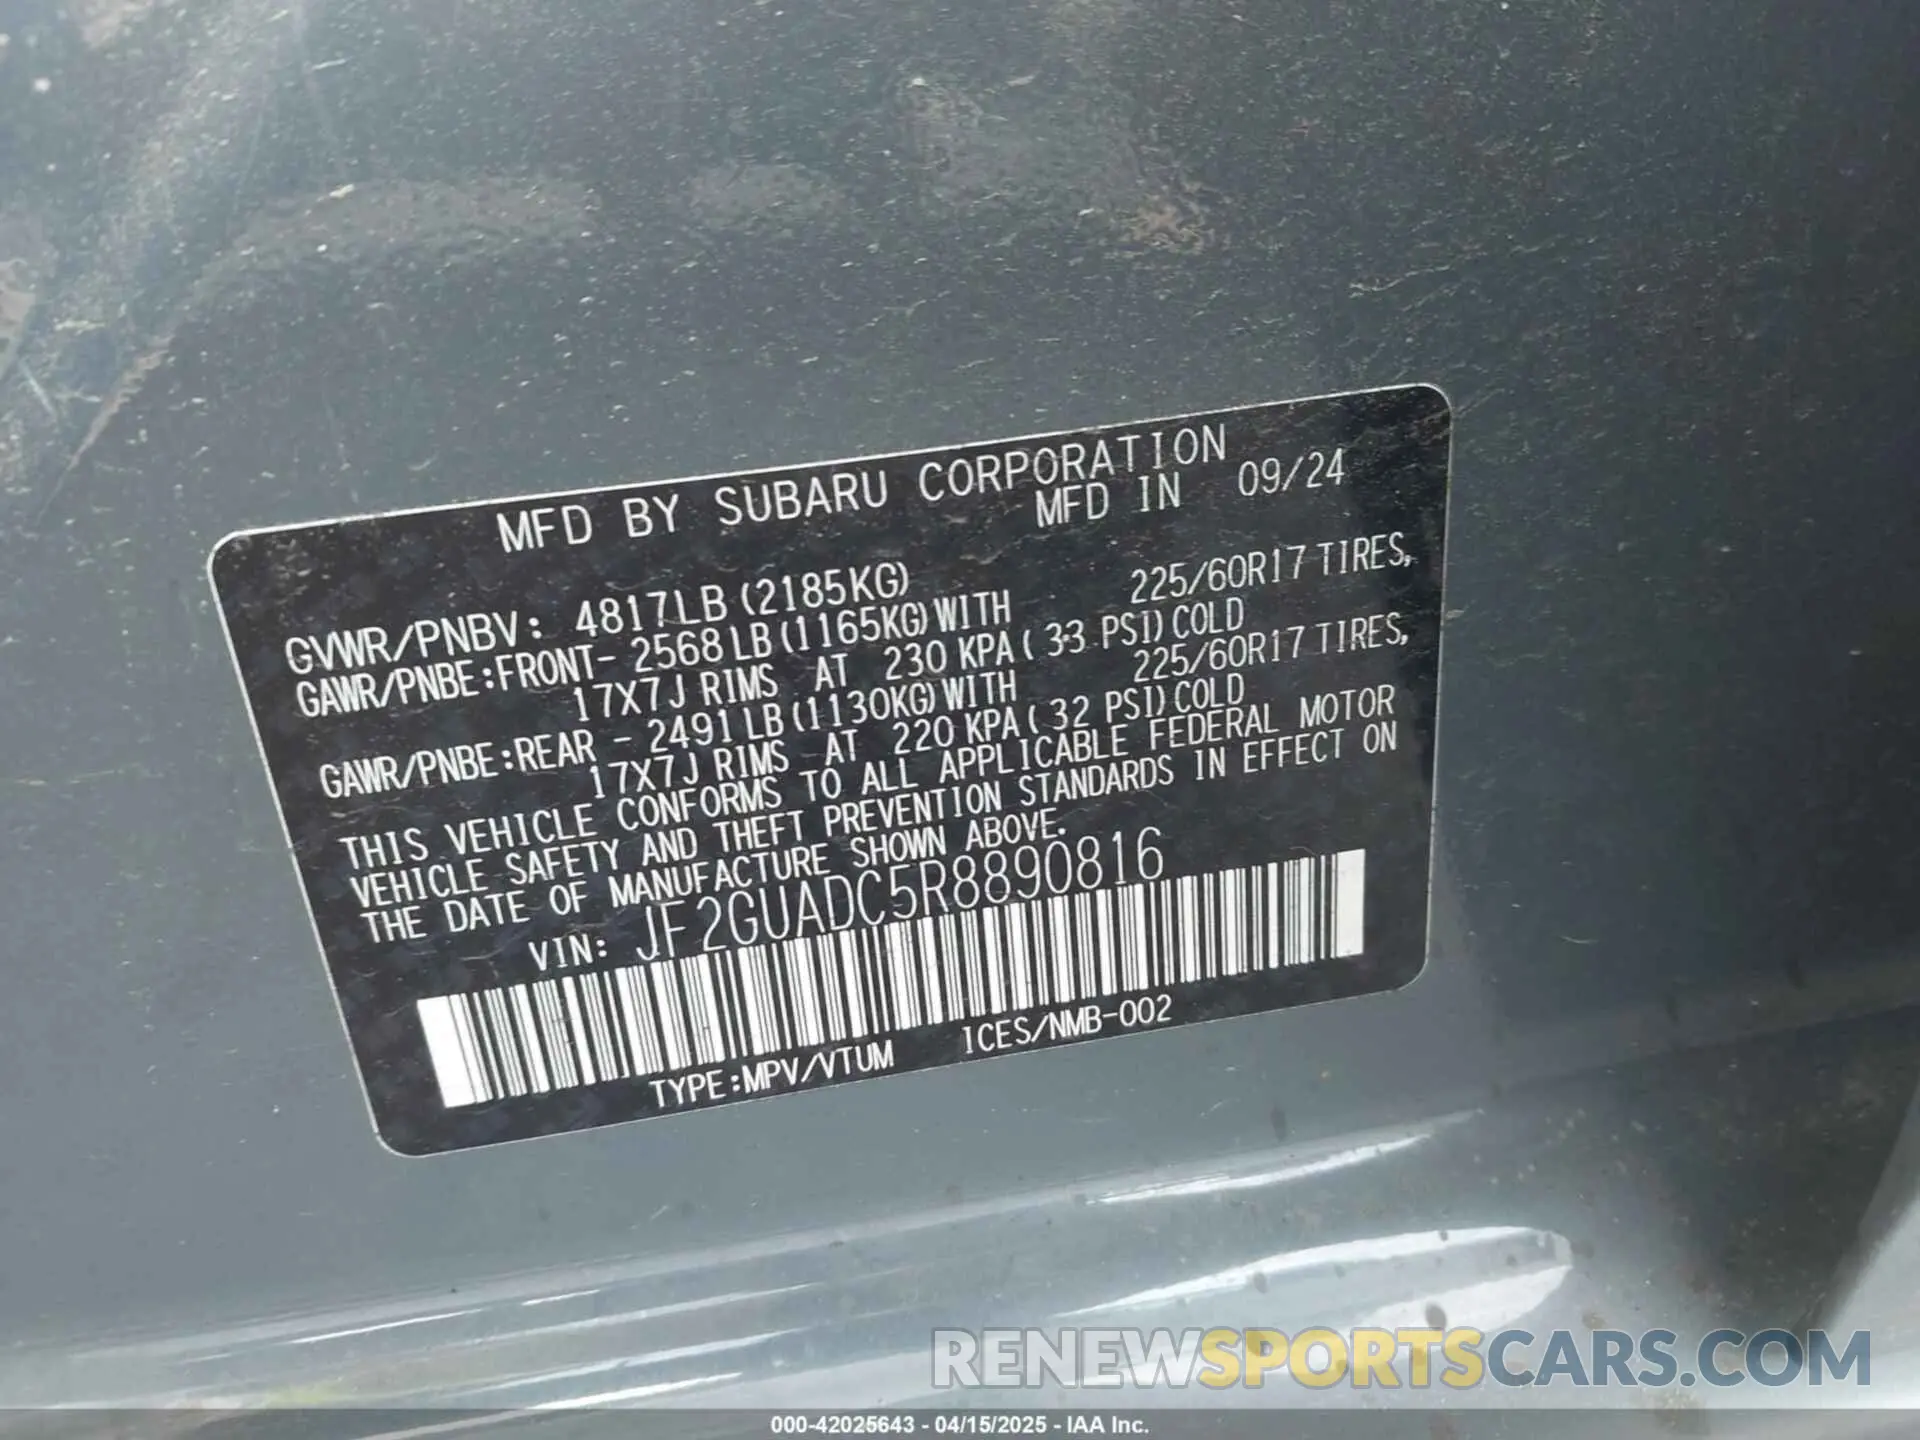 MFD BY SUBARU CORPORATION
MFD IN 09/24
GVWR/PNBV: 4817LB (2185KG)
GAWR/PNBE:FRONT- 2568LB (1165KG) WITH 225/60R17 TIRES,
17X7J RIMS AT 230 KPA ( 33 PSI) COLD
GAWR/PNBE:REAR - 2491LB (1130KG) WITH 225/60R17 TIRES,
17X7J RIMS AT 220 KPA ( 32 PSI) COLD
THIS VEHICLE CONFORMS TO ALL APPLICABLE FEDERAL MOTOR
VEHICLE SAFETY AND THEFT PREVENTION STANDARDS IN EFFECT ON
THE DATE OF MANUFACTURE SHOWN ABOVE.
VIN: JF2GUADC5R8890816
TYPE:MPV/VTUM ICES/NMB-002
RENEWSPORTSCARS.COM
000-42025643 - 04/15/2025 - IAA Inc.